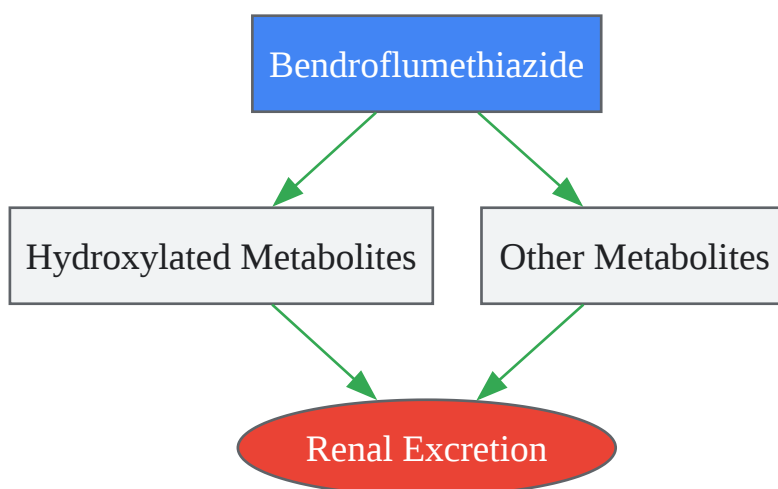 Bendroflumethiazide
Hydroxylated Metabolites
Other Metabolites
Renal Excretion